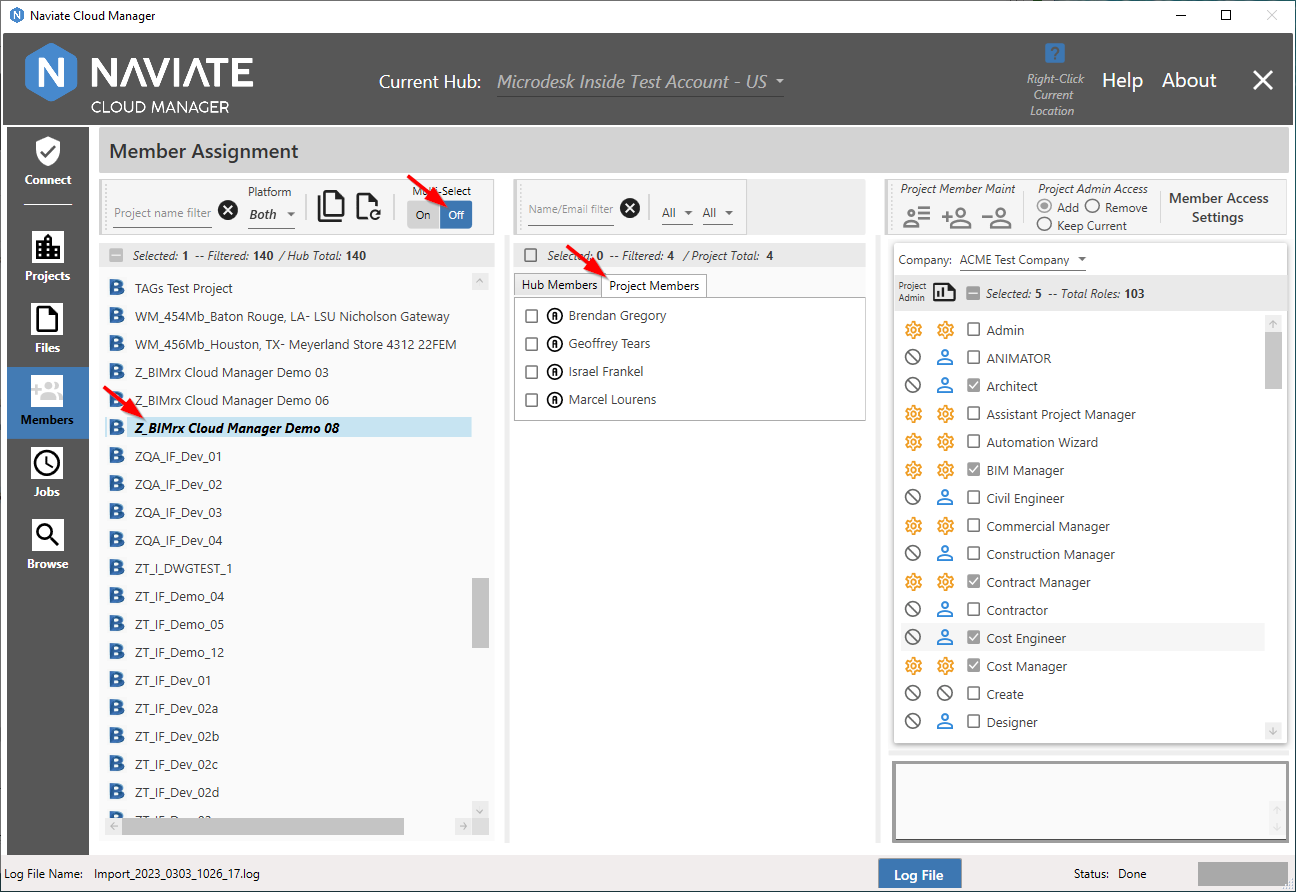 Naviate Cloud Manager
N NAVIATE
CLOUD MANAGER
Current Hub: Microdesk Inside Test Account - US
?
Right-Click
Current
Location
Help About
Member Assignment
Connect
Projects
Files
Members
Jobs
Browse
Project name filter
Platform
Both
Multi-Select
On Off
Name/Email filter
All All
Project Member Maint
Project Admin Access
Add Remove
Keep Current
Member Access
Settings
Selected: 1 -- Filtered: 140 / Hub Total: 140
B TAGs Test Project
B WM_454Mb_Baton Rouge, LA- LSU Nicholson Gateway
B WM_456Mb_Houston, TX- Meyerland Store 4312 22FEM
B Z_BIMrx Cloud Manager Demo 03
B Z_BIMrx Cloud Manager Demo 06
B Z_BIMrx Cloud Manager Demo 08
B ZQA_IF_Dev_01
B ZQA_IF_Dev_02
B ZQA_IF_Dev_03
B ZQA_IF_Dev_04
B ZT_I_DWGTEST_1
B ZT_IF_Demo_04
B ZT_IF_Demo_05
B ZT_IF_Demo_12
B ZT_IF_Dev_01
B ZT_IF_Dev_02a
B ZT_IF_Dev_02b
B ZT_IF_Dev_02c
B ZT_IF_Dev_02d
Selected: 0 -- Filtered: 4 / Project Total: 4
Hub Members Project Members
A Brendan Gregory
A Geoffrey Tears
A Israel Frankel
A Marcel Lourens
Company: ACME Test Company
Project
Admin
Selected: 5 -- Total Roles: 103
Admin
ANIMATOR
Architect
Assistant Project Manager
Automation Wizard
BIM Manager
Civil Engineer
Commercial Manager
Construction Manager
Contract Manager
Contractor
Cost Engineer
Cost Manager
Create
Designer
Log File Name: Import_2023_0303_1026_17.log
Log File
Status: Done